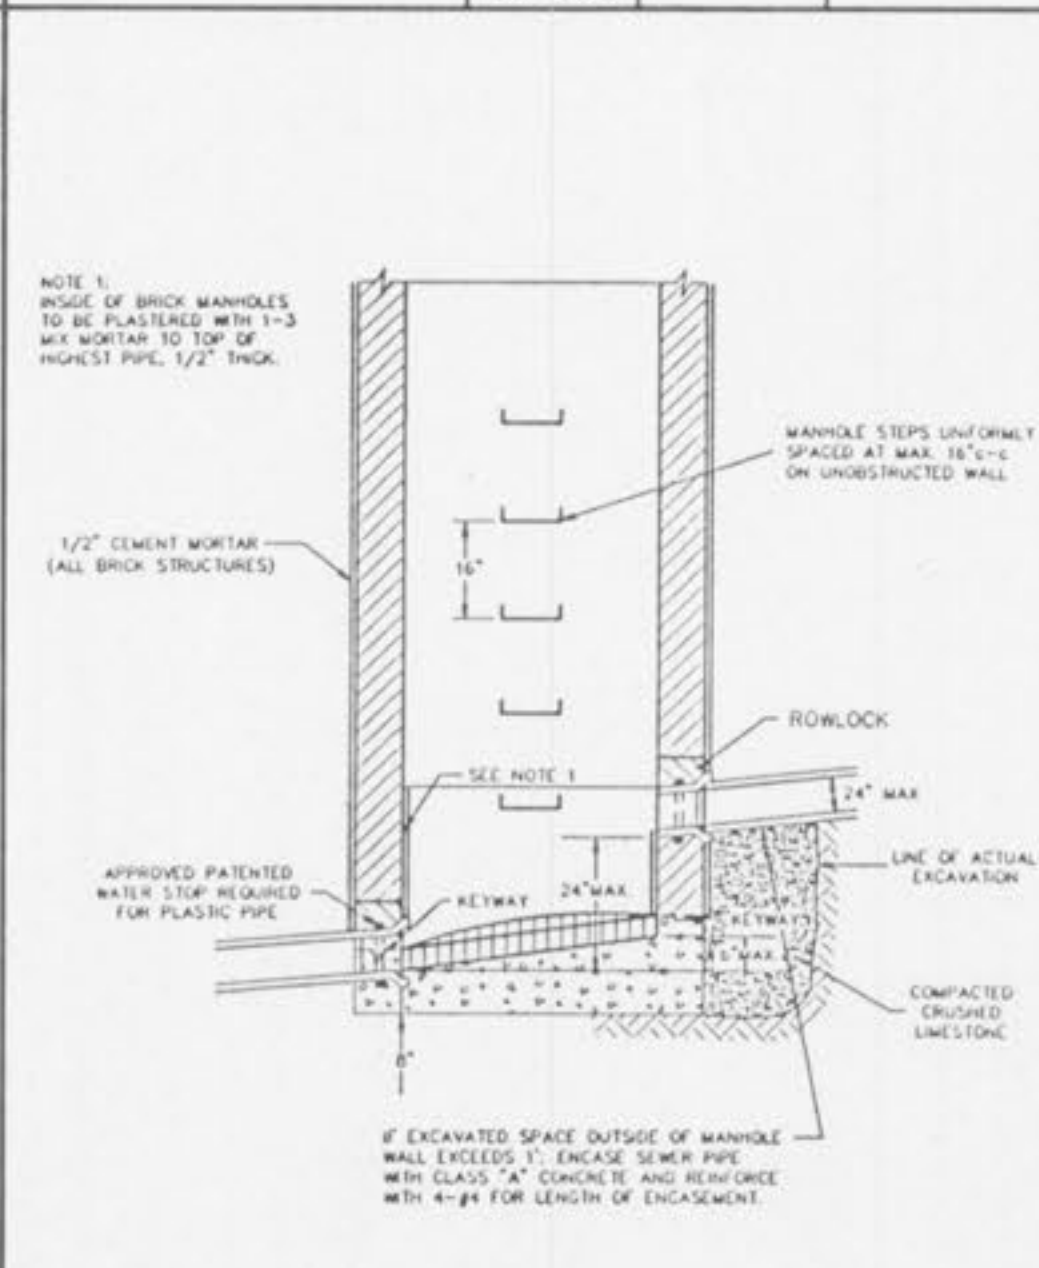 NOTE 1:
INSIDE OF BRICK MANHOLES
TO BE PLASTERED WITH 1-3
MIX MORTAR TO TOP OF
HIGHEST PIPE, 1/2" THICK.
MANHOLE STEPS UNIFORMLY
SPACED AT MAX. 16"c-c
ON UNOBSTRUCTED WALL
1/2" CEMENT MORTAR
(ALL BRICK STRUCTURES)
16"
ROWLOCK
SEE NOTE 1
24" MAX
LINE OF ACTUAL
EXCAVATION
APPROVED PATENTED
WATER STOP REQUIRED
FOR PLASTIC PIPE
24"MAX
KEYWAY
KEYWAY
MAX.
COMPACTED
CRUSHED
LIMESTONE
8"
IF EXCAVATED SPACE OUTSIDE OF MANHOLE
WALL EXCEEDS 1'; ENCASE SEWER PIPE
WITH CLASS "A" CONCRETE AND REINFORCE
WITH 4-#4 FOR LENGTH OF ENCASEMENT.